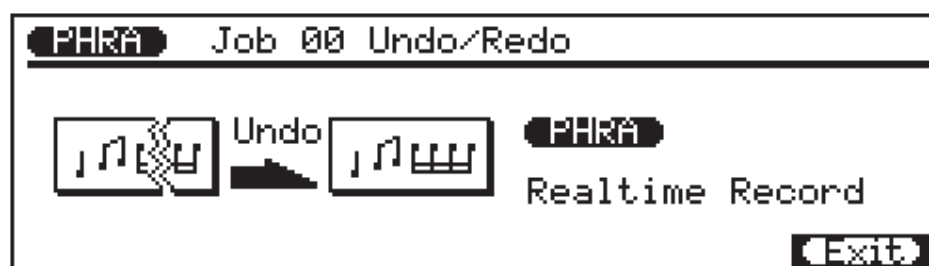 PHRA Job 00 Undo/Redo
Undo
PHRA
Realtime Record
Exit